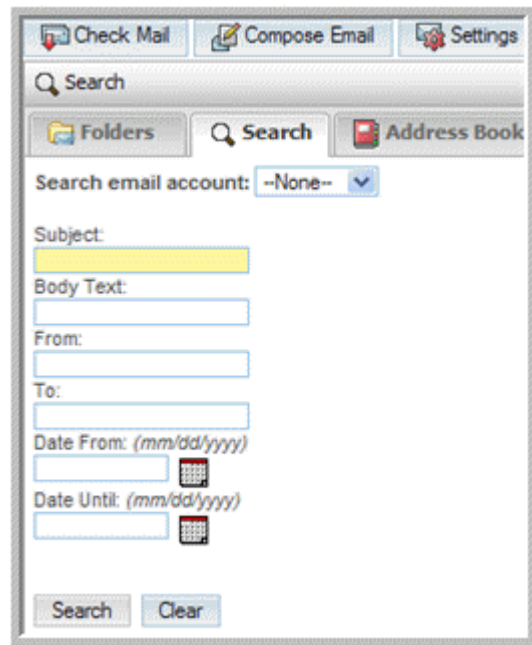 Check Mail Compose Email Settings
Search
Folders Search Address Book
Search email account: --None--
Subject:
Body Text:
From:
To:
Date From: (mm/dd/yyyy)
Date Until: (mm/dd/yyyy)
Search Clear